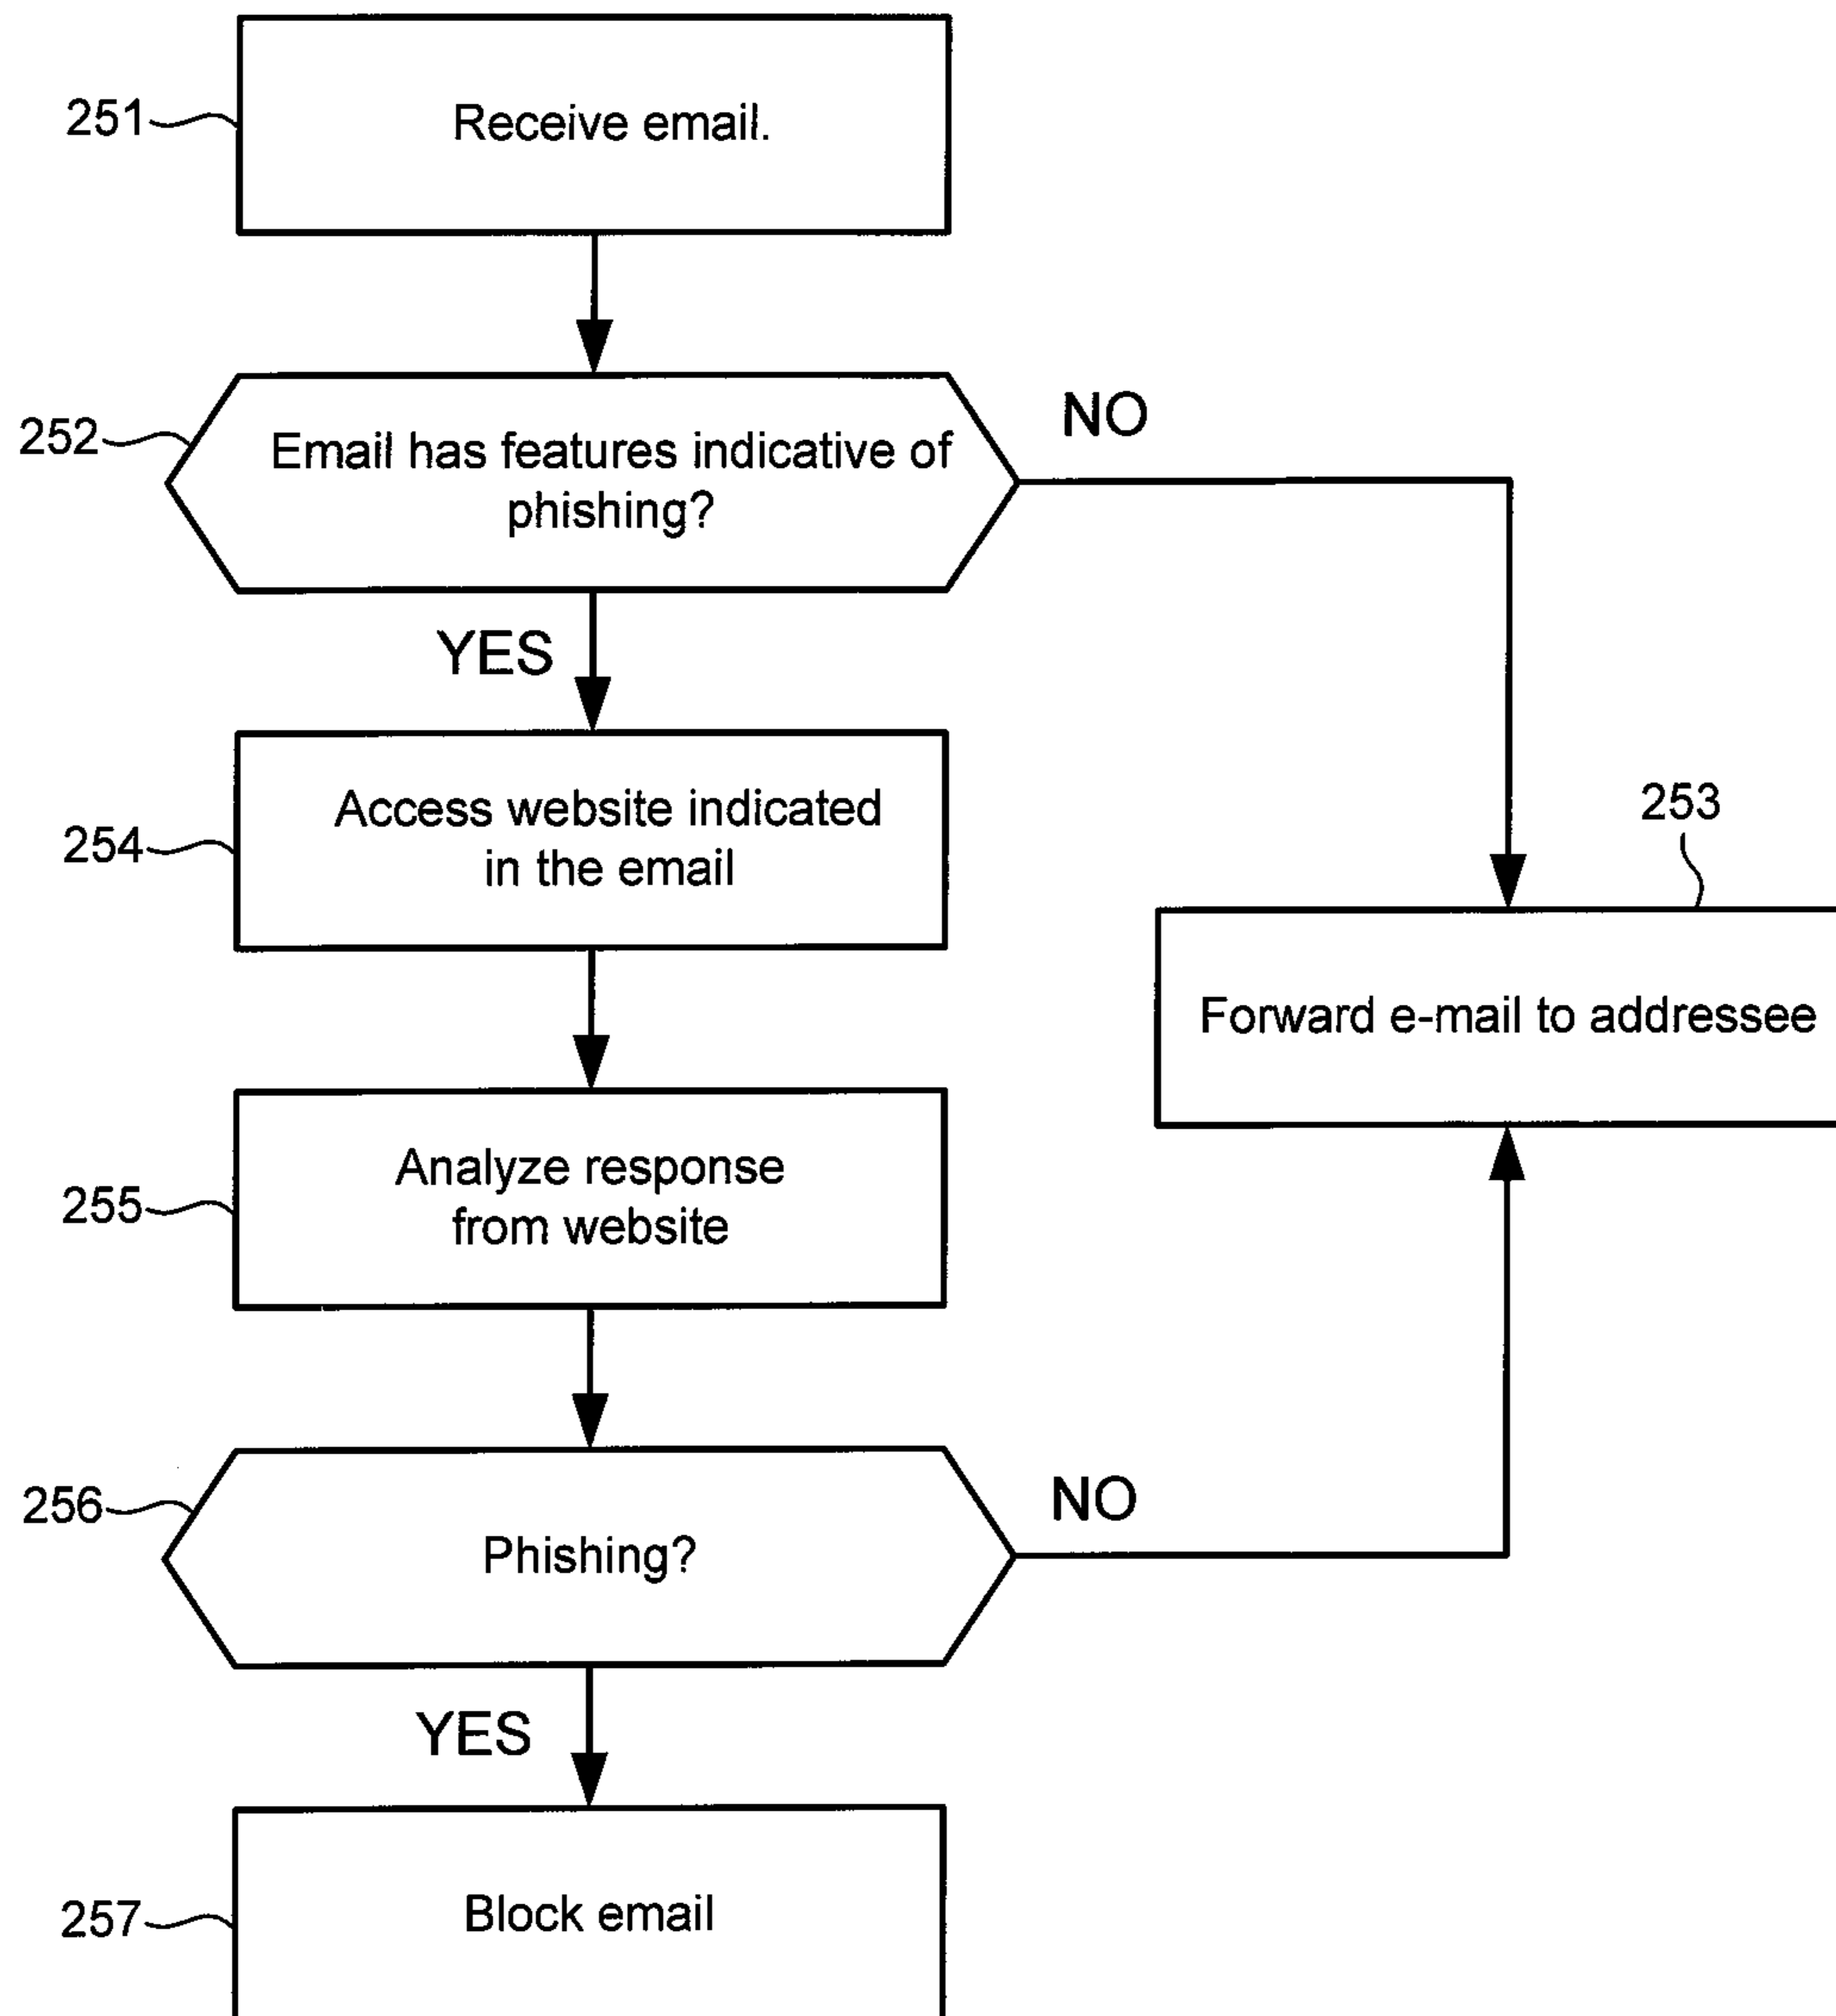 251
Receive email.
252
Email has features indicative of
phishing?
NO
YES
253
254
Access website indicated
in the email
Forward e-mail to addressee
255
Analyze response
from website
256
Phishing?
NO
YES
257
Block email